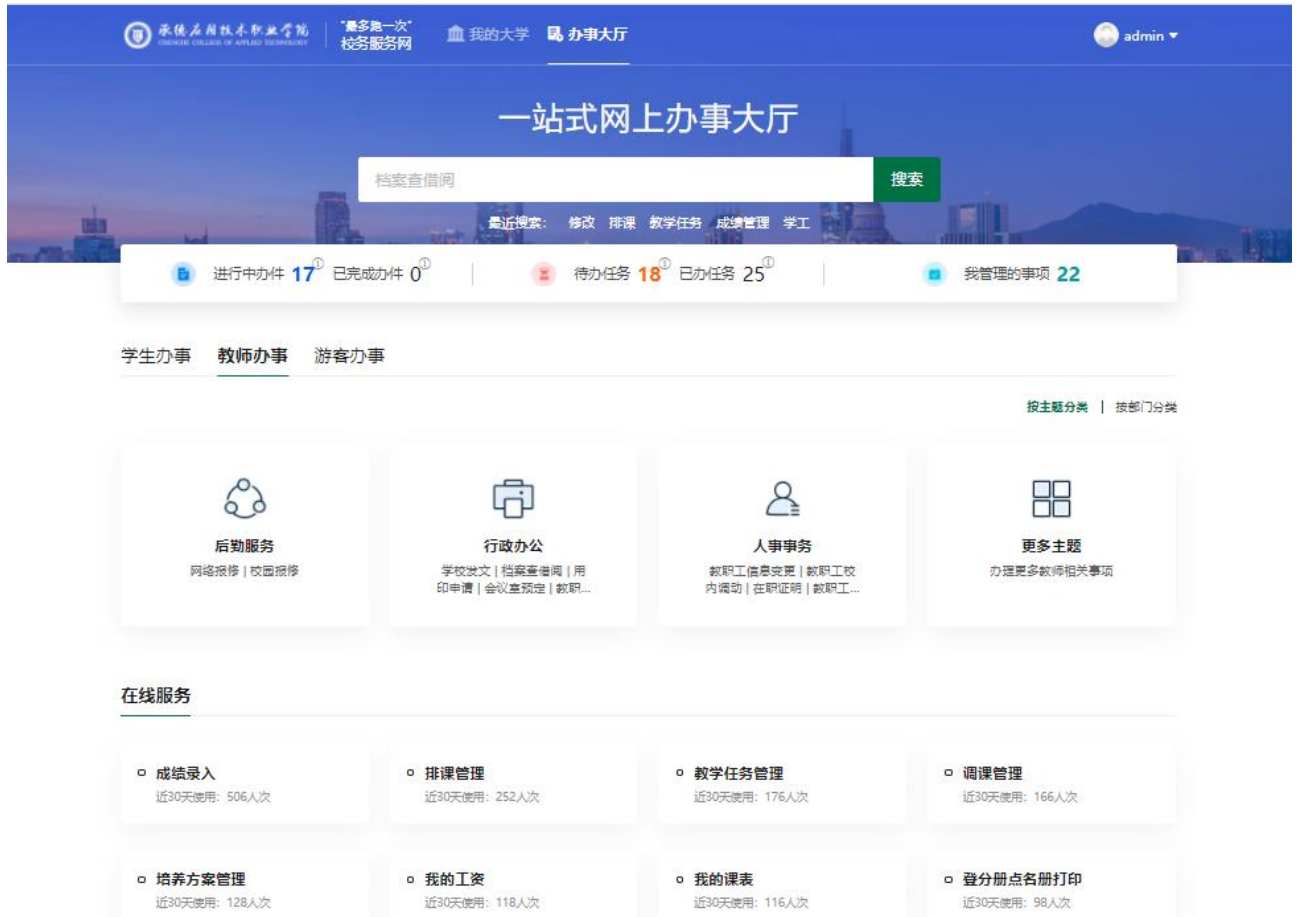 承德应用技术职业学院
CHENGDE COLLEGE OF APPLIED TECHNOLOGY
"最多跑一次"
校务服务网
我的大学
办事大厅
admin
一站式网上办事大厅
档案查借阅
搜索
最近搜索: 修改 排课 教学任务 成绩管理 学工
进行中办件 17 已完成办件 0
待办任务 18 已办任务 25
我管理的事项 22
学生办事 教师办事 游客办事
按主题分类 | 按部门分类
后勤服务
网络报修 | 校园报修
行政办公
学校发文 | 档案查借阅 | 用
印申请 | 会议室预定 | 教职...
人事事务
教职工信息变更 | 教职工校
内调动 | 在职证明 | 教职工...
更多主题
办理更多教师相关事项
在线服务
成绩录入
近30天使用: 506人次
排课管理
近30天使用: 252人次
教学任务管理
近30天使用: 176人次
调课管理
近30天使用: 166人次
培养方案管理
近30天使用: 128人次
我的工资
近30天使用: 118人次
我的课表
近30天使用: 116人次
登分册点名册打印
近30天使用: 98人次